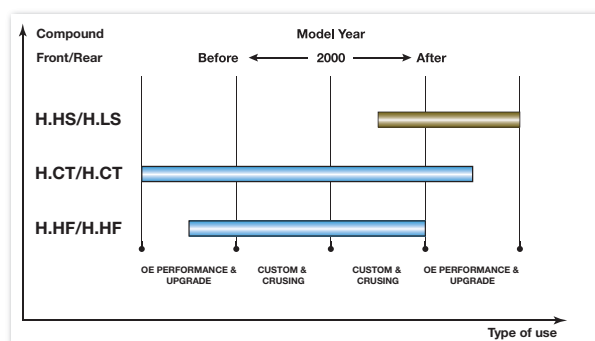 Compound
Model Year
Front/Rear
Before
2000
After
H.HS/H.LS
H.CT/H.CT
H.HF/H.HF
OE PERFORMANCE &
UPGRADE
CUSTOM &
CRUSING
CUSTOM &
CRUSING
OE PERFORMANCE &
UPGRADE
Type of use